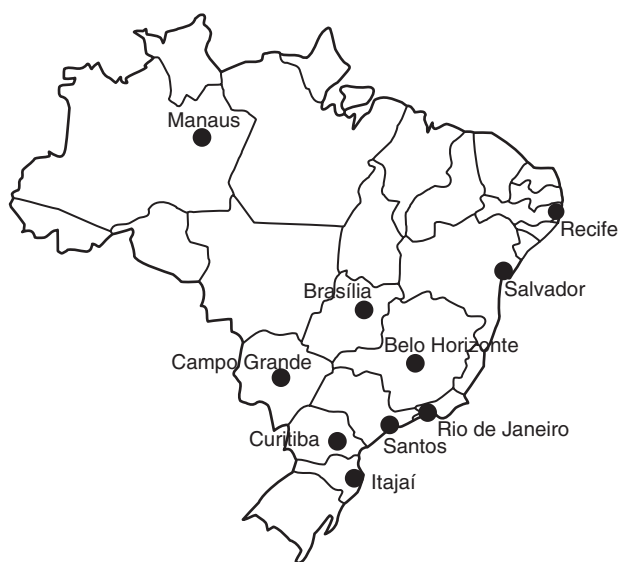 Manaus
Recife
Salvador
Brasília
Belo Horizonte
Campo Grande
Rio de Janeiro
Curitiba
Santos
Itajaí